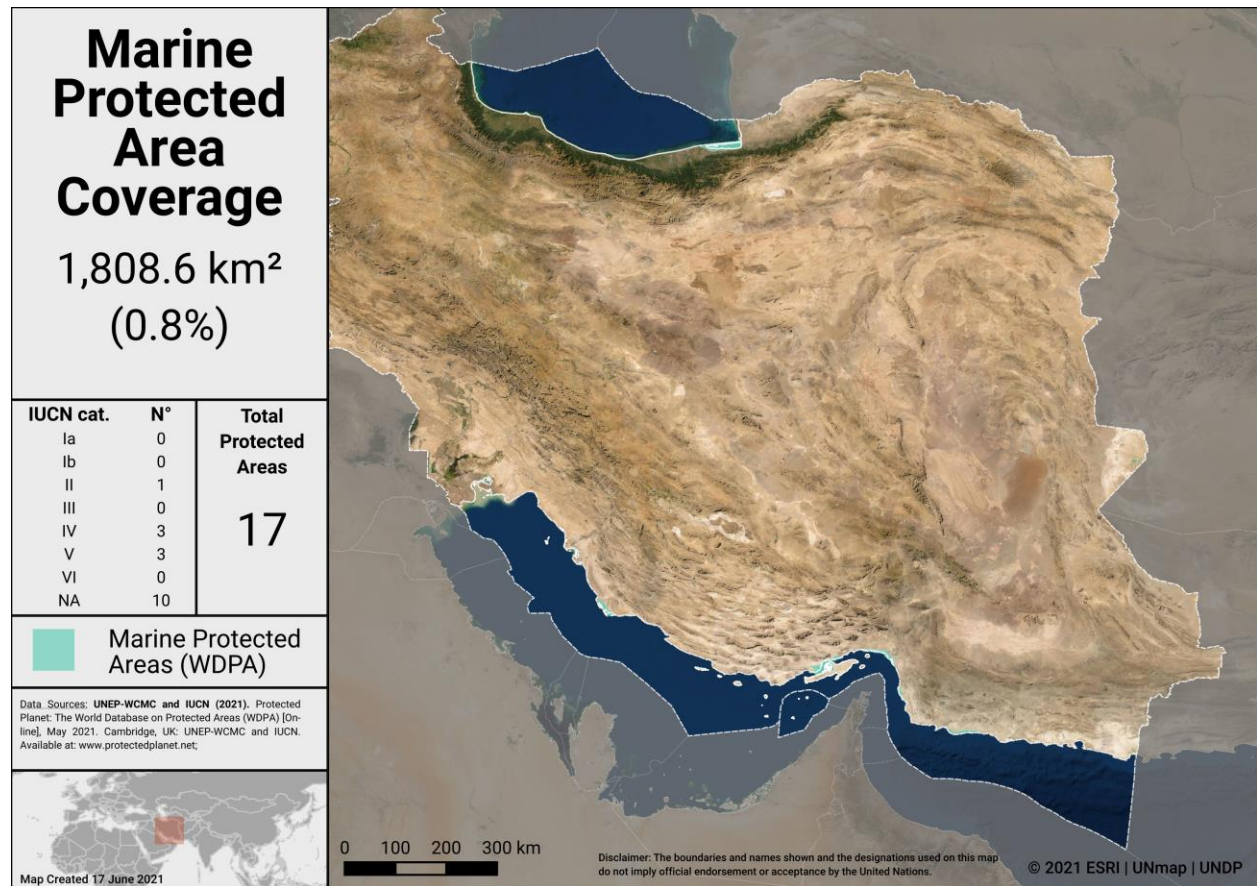 Marine
Protected
Area
Coverage
1,808.6 km²
(0.8%)
IUCN cat. N°
Ia 0
Ib 0
II 1
III 0
IV 3
V 3
VI 0
NA 10
Total
Protected
Areas
17
Marine Protected
Areas (WDPA)
Data Sources: UNEP-WCMC and IUCN (2021). Protected
Planet: The World Database on Protected Areas (WDPA) [On-
line], May 2021. Cambridge, UK: UNEP-WCMC and IUCN.
Available at: www.protectedplanet.net;
Map Created 17 June 2021
0 100 200 300 km
Disclaimer: The boundaries and names shown and the designations used on this map
do not imply official endorsement or acceptance by the United Nations.
© 2021 ESRI | UNmap | UNDP